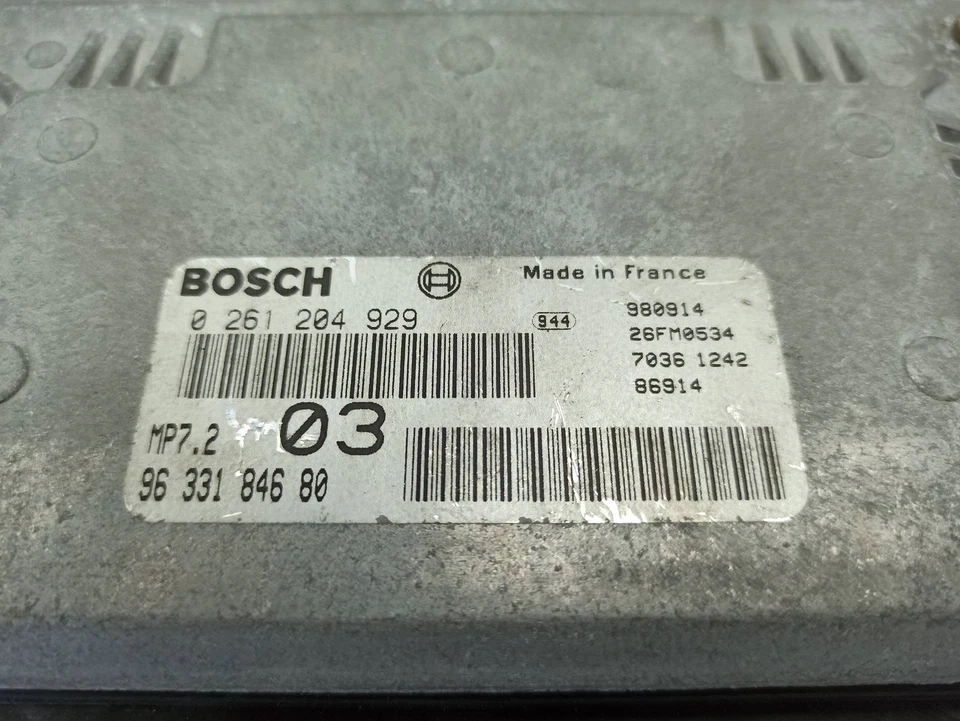 BOSCH
Made in France
0 261 204 929
944
980914
26FM0534
7036 1242
86914
MP7.2
03
96 331 846 80